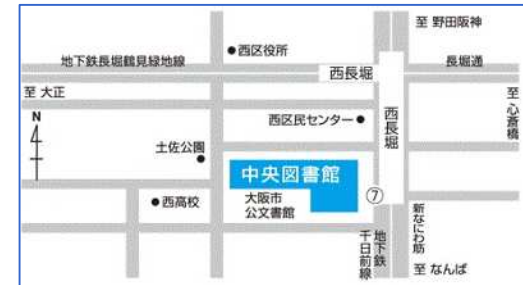 至 野田阪神
西区役所
地下鉄長堀鶴見緑地線
西長堀
長堀通
至 大正
N
西区民センター
西長堀
至 心斎橋
土佐公園
中央図書館
西高校
大阪市
公文書館
⑦
新なにわ筋
地下鉄
千日前線
至 なんば